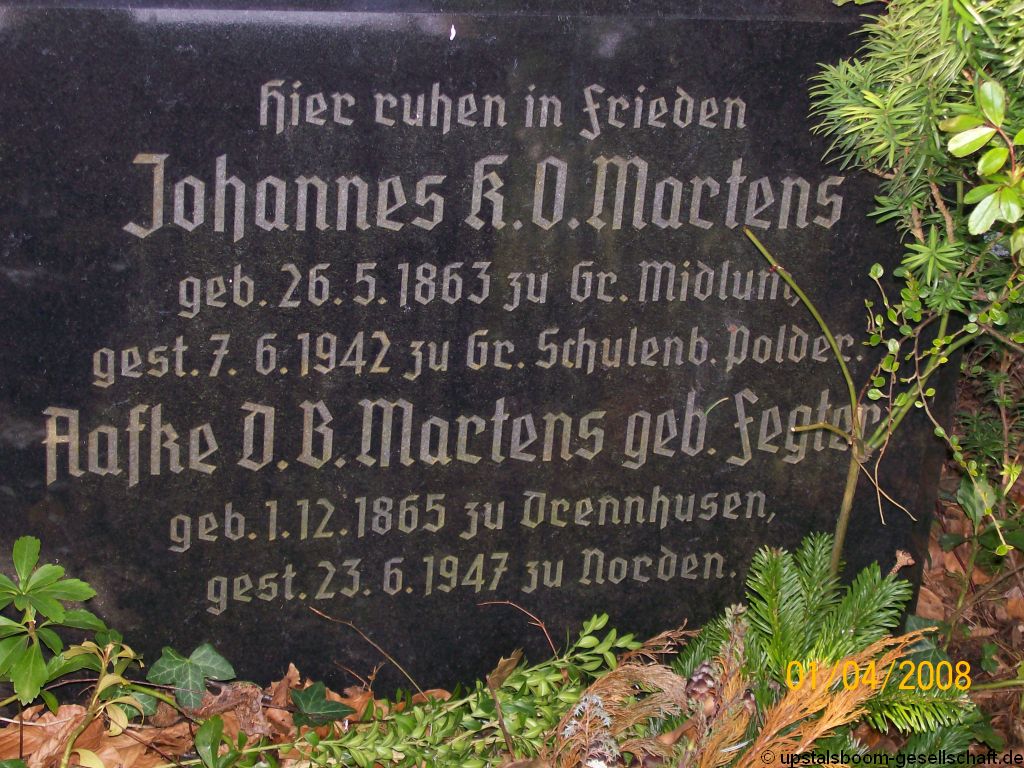 Hier ruhen in Frieden
Johannes K. O. Martens
geb. 26. 5. 1863 zu Gr. Midlum,
gest. 7. 6. 1942 zu Gr. Schulenb. Polder.
Aafke D. B. Martens geb. Fegter
geb. 1. 12. 1865 zu Drennhusen,
gest. 23. 6. 1947 zu Norden.
01/04/2008
© upstalsboom-gesellschaft.de